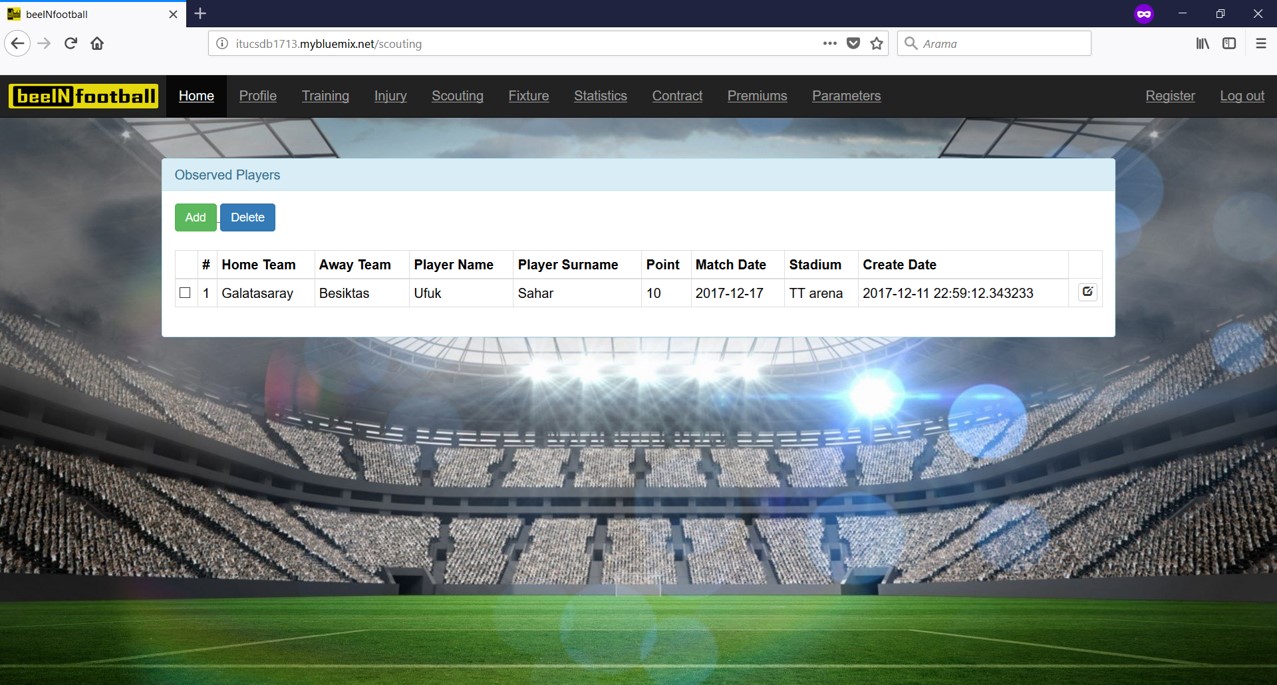 beeINfootball
itucsdb1713.mybluemix.net/scouting
Arama
beeINfootball Home Profile Training Injury Scouting Fixture Statistics Contract Premiums Parameters Register Log out
Observed Players
Add Delete
# Home Team Away Team Player Name Player Surname Point Match Date Stadium Create Date
1 Galatasaray Besiktas Ufuk Sahar 10 2017-12-17 TT arena 2017-12-11 22:59:12.343233